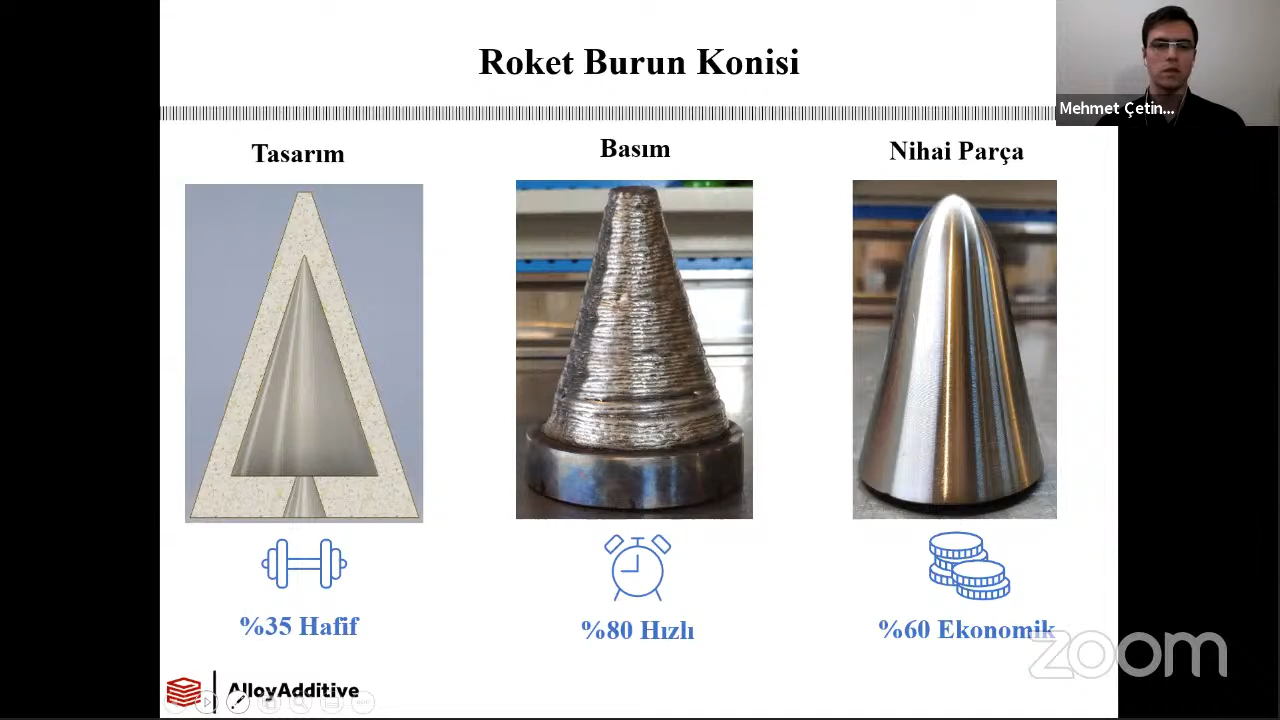 Roket Burun Konisi
Mehmet Çetin...
Tasarım
Basım
Nihai Parça
%35 Hafif
%80 Hızlı
%60 Ekonomik
zoom
AlloyAdditive